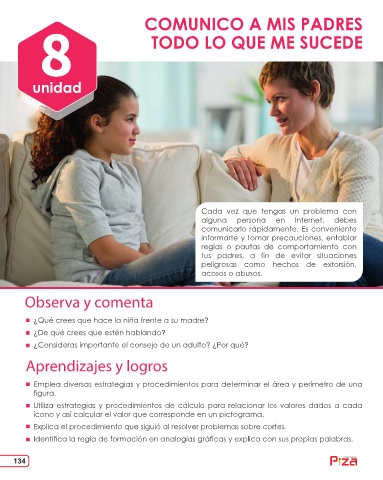 COMUNICO A MIS PADRES
TODO LO QUE ME SUCEDE
8
unidad
Cada vez que tengas un problema con
alguna persona en Internet, debes
comunicarlo rápidamente. Es conveniente
informarte y tomar precauciones, entablar
reglas o pautas de comportamiento con
tus padres, a fin de evitar situaciones
peligrosas como hechos de extorsión,
acosos o abusos.
Observa y comenta
¿Qué crees que hace la niña frente a su madre?
¿De qué crees que estén hablando?
¿Consideras importante el consejo de un adulto? ¿Por qué?
Aprendizajes y logros
Emplea diversas estrategias y procedimientos para determinar el área y perímetro de una
figura.
Utiliza estrategias y procedimientos de cálculo para relacionar los valores dados a cada
icono y así calcular el valor que corresponde en un pictograma.
Explica el procedimiento que siguió al resolver problemas sobre cortes.
Identifica la regla de formación en analogías gráficas y explica con sus propias palabras.
134